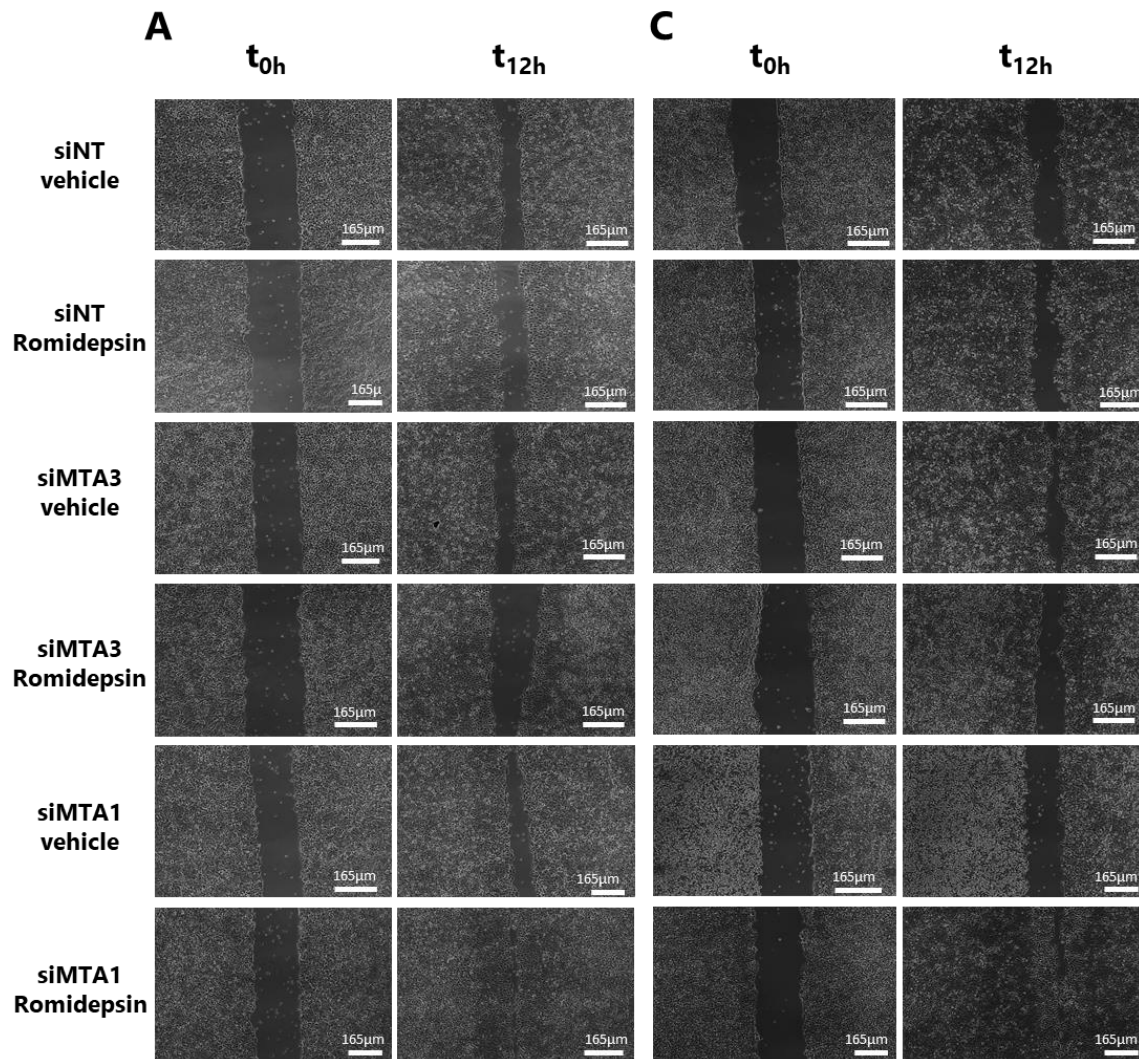 A
C
t0h
t12h
t0h
t12h
siNT
vehicle
165μm
165μm
165μm
165μm
siNT
Romidepsin
165μ
165μm
165μm
165μm
siMTA3
vehicle
165μm
165μm
165μm
165μm
siMTA3
Romidepsin
165μm
165μm
165μm
165μm
siMTA1
vehicle
165μm
165μm
165μm
165μm
siMTA1
Romidepsin
165μm
165μm
165μm
165μm